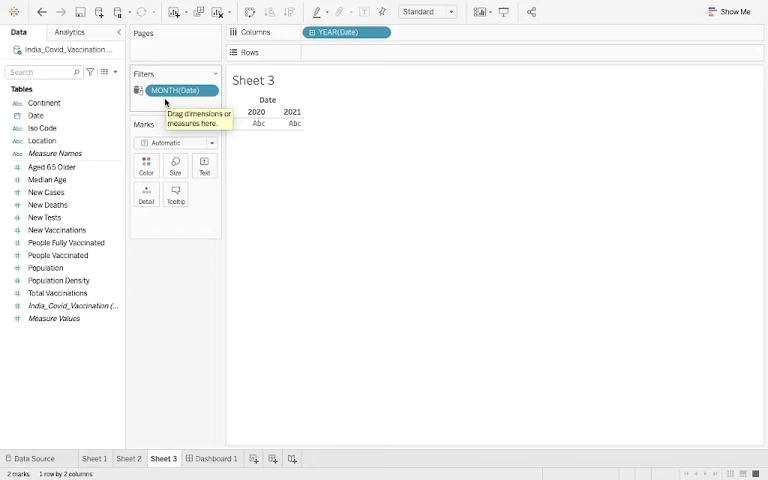 Standard
Show Me
Data
Analytics
Pages
Columns
YEAR(Date)
India_Covid_Vaccination ...
Rows
Search
Filters
Sheet 3
Tables
MONTH(Date)
Abc Continent
Date
Drag dimensions or
measures here.
Date
2020 2021
Abc Abc
Abc Iso Code
Marks
Abc Location
Automatic
Abc Measure Names
Aged 65 Older
Color Size Text
Median Age
New Cases
New Deaths
Detail Tooltip
New Tests
New Vaccinations
People Fully Vaccinated
People Vaccinated
Population
Population Density
Total Vaccinations
India_Covid_Vaccination (...
Measure Values
Data Source
Sheet 1
Sheet 2
Sheet 3
Dashboard 1
2 marks 1 row by 2 columns